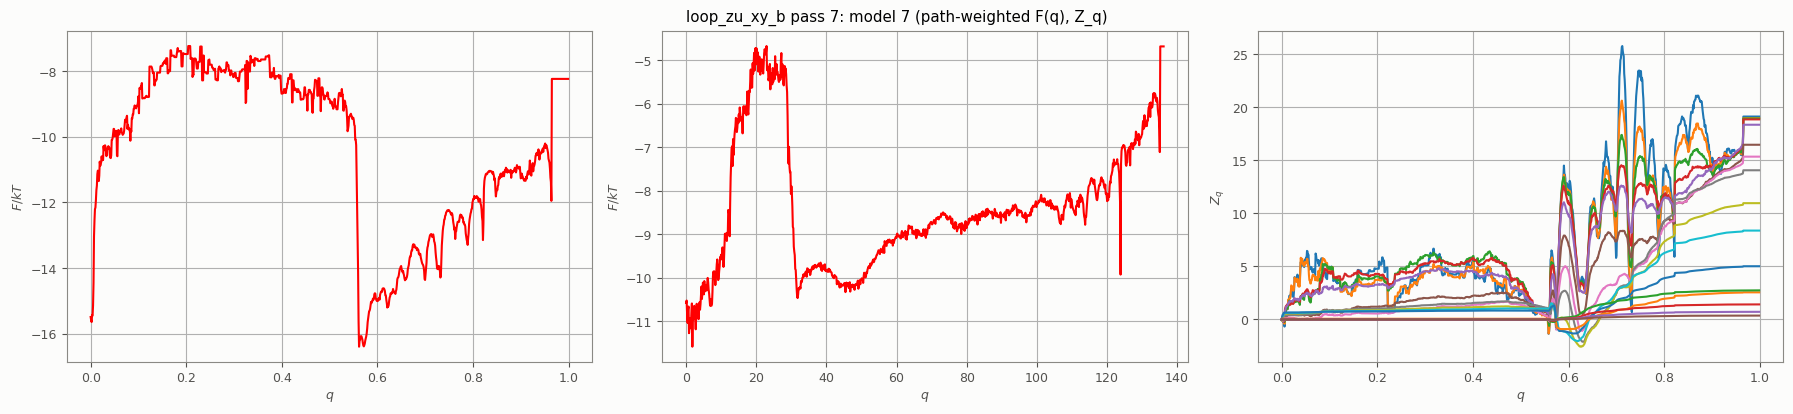 loop_zu_xy_b pass 7: model 7 (path-weighted F(q), Z_q)
F/kT
−8
−10
−12
−14
−16
0.0 0.2 0.4 0.6 0.8 1.0
q
F/kT
−5
−6
−7
−8
−9
−10
−11
0 20 40 60 80 100 120 140
q
Zq
25
20
15
10
5
0
0.0 0.2 0.4 0.6 0.8 1.0
q